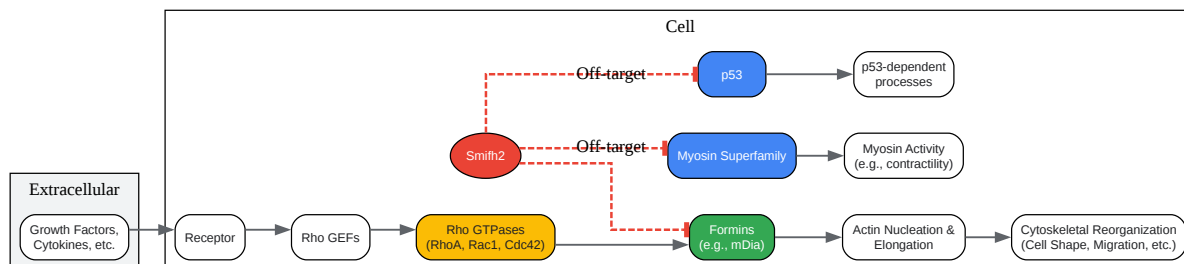 Cell
Off-target
p53
p53-dependent
processes
Smifh2
Off-target
Myosin Superfamily
Myosin Activity
(e.g., contractility)
Extracellular
Growth Factors,
Cytokines, etc.
Receptor
Rho GEFs
Rho GTPases
(RhoA, Rac1, Cdc42)
Formins
(e.g., mDia)
Actin Nucleation &
Elongation
Cytoskeletal Reorganization
(Cell Shape, Migration, etc.)